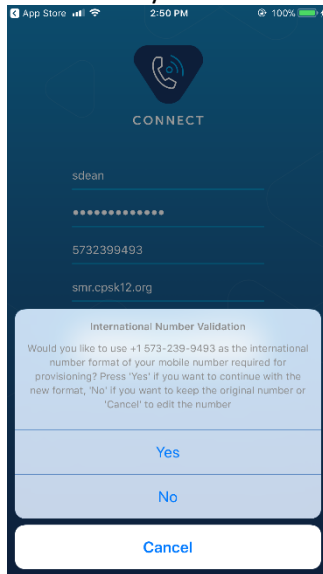 App Store 2:50 PM 100%
CONNECT
sdean
•••••••••••••
5732399493
smr.cpsk12.org
International Number Validation
Would you like to use +1 573-239-9493 as the international
number format of your mobile number required for
provisioning? Press 'Yes' if you want to continue with the
new format, 'No' if you want to keep the original number or
'Cancel' to edit the number
Yes
No
Cancel